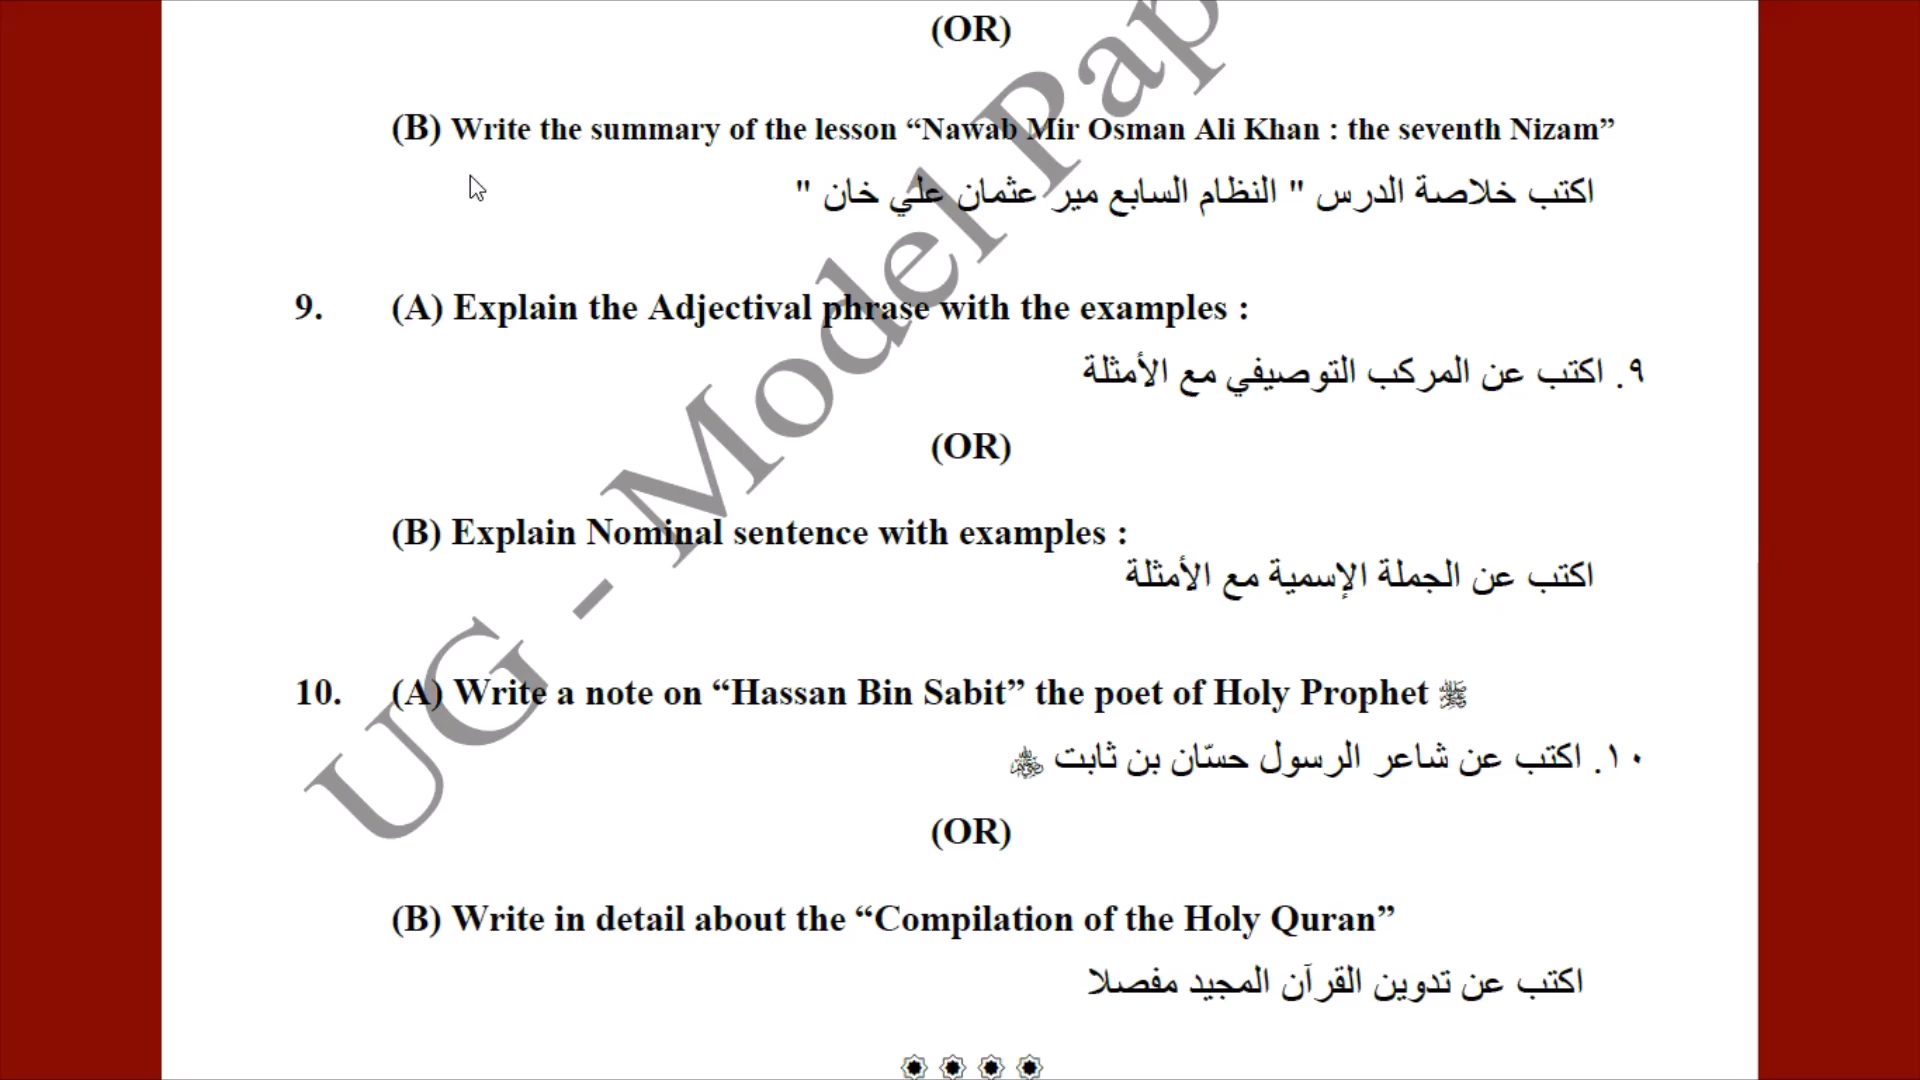 (OR)
(B) Write the summary of the lesson “Nawab Mir Osman Ali Khan : the seventh Nizam”
اكتب خلاصة الدرس " النظام السابع مير عثمان علي خان "
9. (A) Explain the Adjectival phrase with the examples :
٩. اكتب عن المركب التوصيفي مع الأمثلة
(OR)
(B) Explain Nominal sentence with examples :
اكتب عن الجملة الإسمية مع الأمثلة
10. (A) Write a note on “Hassan Bin Sabit” the poet of Holy Prophet ﷺ
١٠. اكتب عن شاعر الرسول حسّان بن ثابت
(OR)
(B) Write in detail about the “Compilation of the Holy Quran”
اكتب عن تدوين القرآن المجيد مفصلا
UG - Model Pap